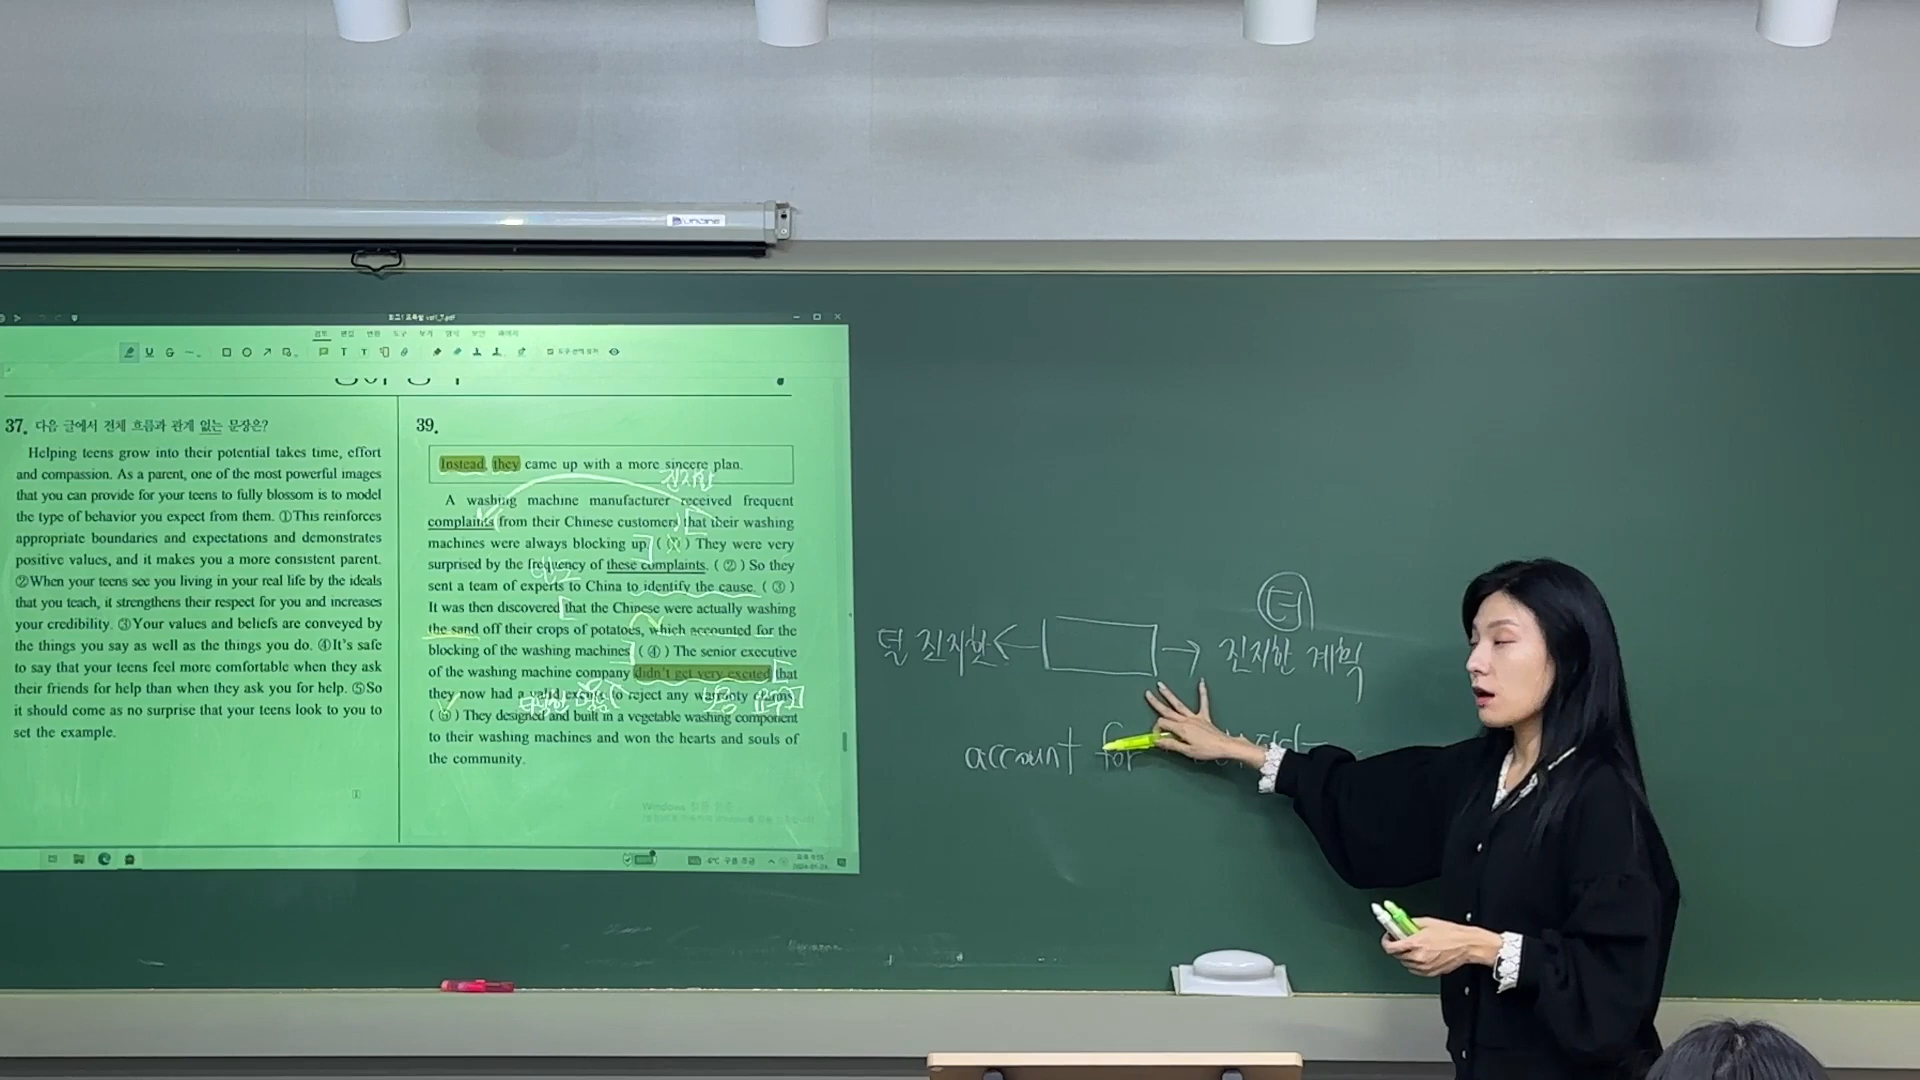 37. 다음 글에서 전체 흐름과 관계 없는 문장은?
Helping teens grow into their potential takes time, effort
and compassion. As a parent, one of the most powerful images
that you can provide for your teens to fully blossom is to model
the type of behavior you expect from them. ①This reinforces
appropriate boundaries and expectations and demonstrates
positive values, and it makes you a more consistent parent.
②When your teens see you living in your real life by the ideals
that you teach, it strengthens their respect for you and increases
your credibility. ③Your values and beliefs are conveyed by
the things you say as well as the things you do. ④It's safe
to say that your teens feel more comfortable when they ask
their friends for help than when they ask you for help. ⑤So
it should come as no surprise that your teens look to you to
set the example.
39.
Instead, they came up with a more sincere plan.
진지한
A washing machine manufacturer received frequent
complaints from their Chinese customers that their washing
machines were always blocking up. ( ① ) They were very
surprised by the frequency of these complaints. ( ② ) So they
sent a team of experts to China to identify the cause. ( ③ )
It was then discovered that the Chinese were actually washing
the sand off their crops of potatoes, which accounted for the
blocking of the washing machines. ( ④ ) The senior executive
of the washing machine company didn't get very excited that
they now had a valid excuse to reject any warranty claims.
( ⑤ ) They designed and built in a vegetable washing component
to their washing machines and won the hearts and souls of
the community.
더
덜 진지한 ← → 진지한 계획
account for